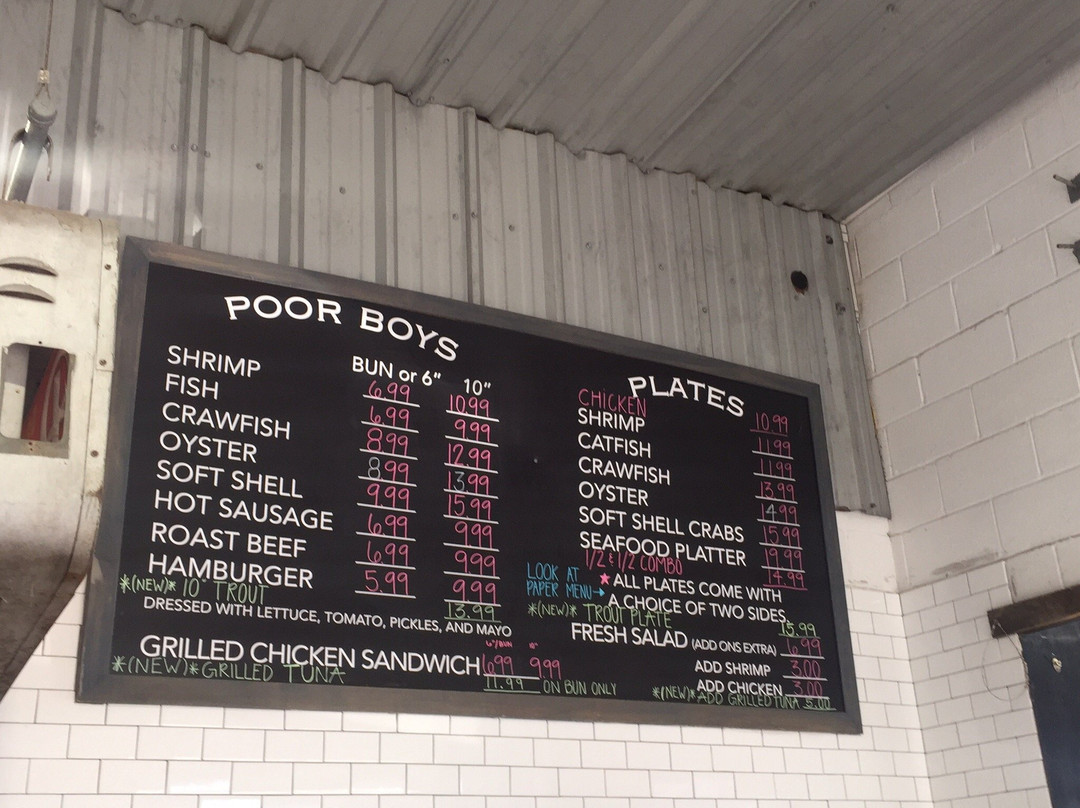 POOR BOYS
BUN or 6" 10"
SHRIMP 6.99 10.99
FISH 6.99 9.99
CRAWFISH 8.99 12.99
OYSTER 8.99 13.99
SOFT SHELL 9.99 15.99
HOT SAUSAGE 6.99 9.99
ROAST BEEF 6.99 9.99
HAMBURGER 5.99 9.99
*(NEW)* 10" TROUT 13.99
DRESSED WITH LETTUCE, TOMATO, PICKLES, AND MAYO
6"/BUN 10"
GRILLED CHICKEN SANDWICH 6.99 9.99
*(NEW)* GRILLED TUNA 11.99 ON BUN ONLY
PLATES
CHICKEN 10.99
SHRIMP 11.99
CATFISH 11.99
CRAWFISH 13.99
OYSTER 14.99
SOFT SHELL CRABS 15.99
SEAFOOD PLATTER 19.99
1/2 & 1/2 COMBO 14.99
LOOK AT
PAPER MENU→
★ALL PLATES COME WITH
A CHOICE OF TWO SIDES
*(NEW)* TROUT PLATE 15.99
FRESH SALAD (ADD ONS EXTRA) 6.99
ADD SHRIMP 3.00
ADD CHICKEN 3.00
*(NEW)* ADD GRILLED TUNA 5.00